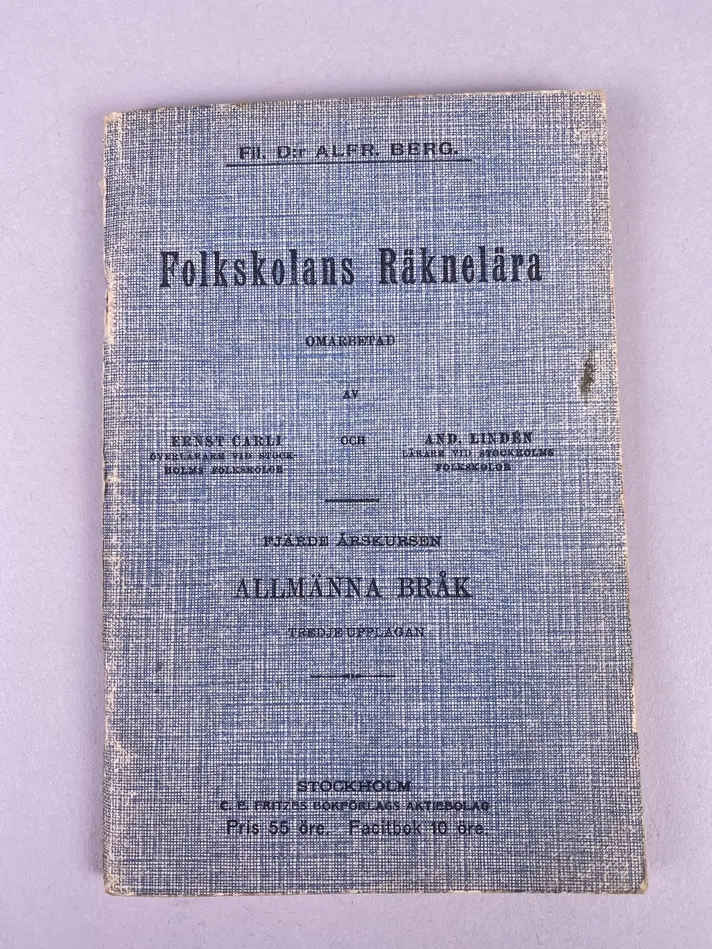 Fil. D:r ALFR. BERG.
Folkskolans Räknelära
OMARBETAD
AV
ERNST CARLI
ÖVERLÄRARE VID STOCK-
HOLMS FOLKSKOLOR
OCH
AND. LINDÉN
LÄRARE VID STOCKHOLMS
FOLKSKOLOR
FJÄRDE ÅRSKURSEN
ALLMÄNNA BRÅK
TREDJE UPPLAGAN
STOCKHOLM
C. E. FRITZES BOKFÖRLAGS AKTIEBOLAG
Pris 55 öre. Facitbok 10 öre.